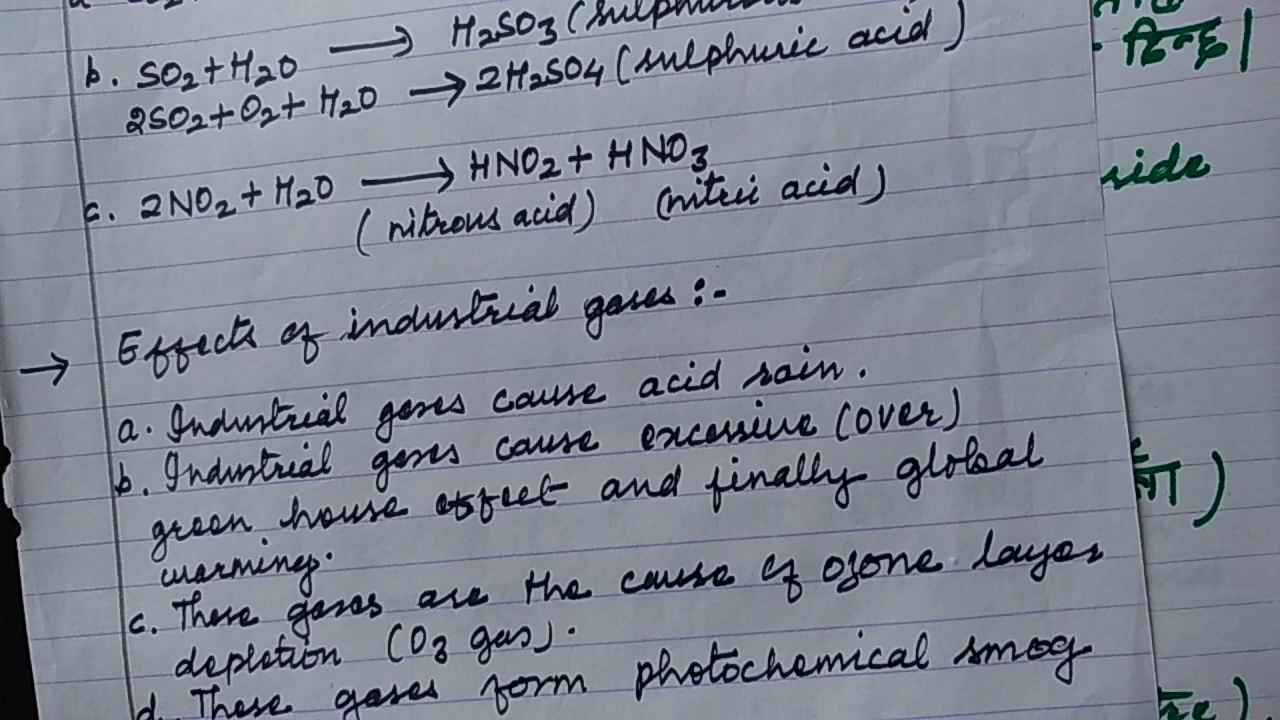 b. SO₂ + H₂O ⟶ H₂SO₃ (sulphurous
2SO₂ + O₂ + H₂O ⟶ 2H₂SO4 (sulphuric acid)
c. 2NO₂ + H₂O ⟶ HNO₂ + HNO₃
(nitrous acid) (nitric acid)
→ Effects of industrial gases :-
a. Industrial gases cause acid rain.
b. Industrial gases cause excessive (over)
green house effect and finally global
warming.
c. These gases are the cause of ozone layer
depletion (O₃ gas).
d. These gases form photochemical smog
चिन्ह।
side